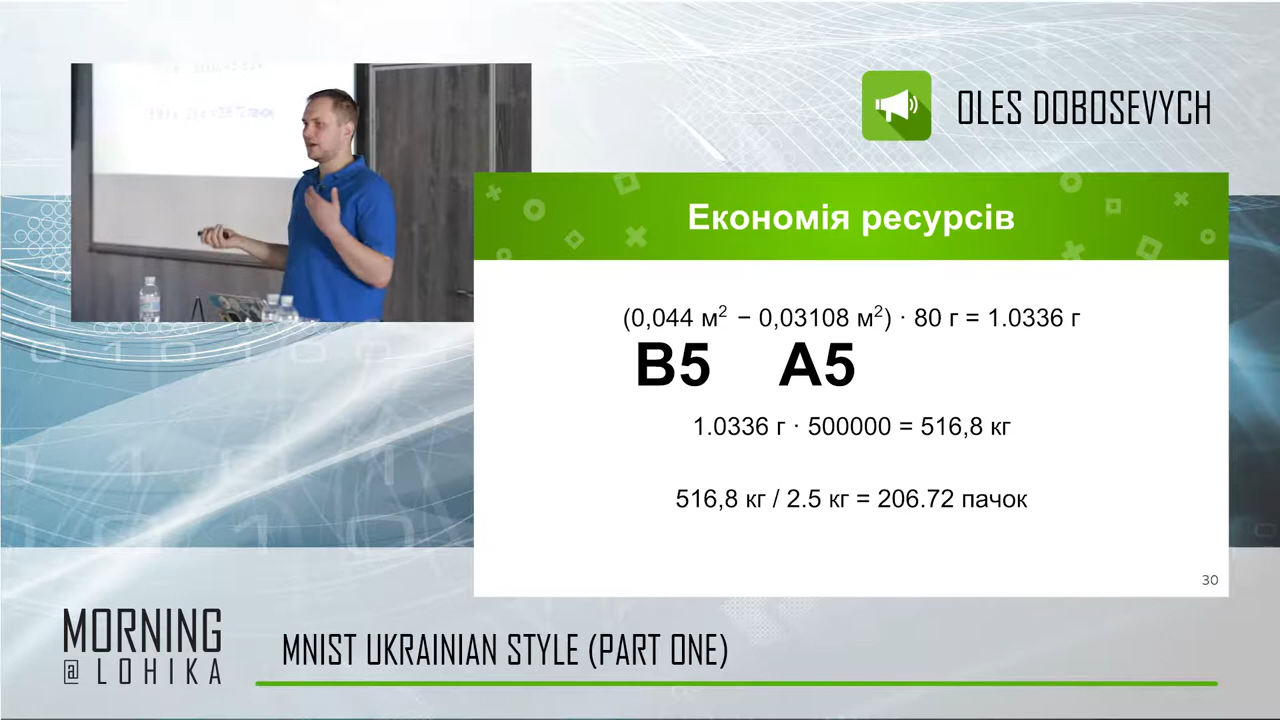 OLES DOBOSEVYCH
Економія ресурсів
(0,044 м² − 0,03108 м²) · 80 г = 1.0336 г
B5 A5
1.0336 г · 500000 = 516,8 кг
516,8 кг / 2.5 кг = 206.72 пачок
30
MORNING
@ LOHIKA
MNIST UKRAINIAN STYLE (PART ONE)